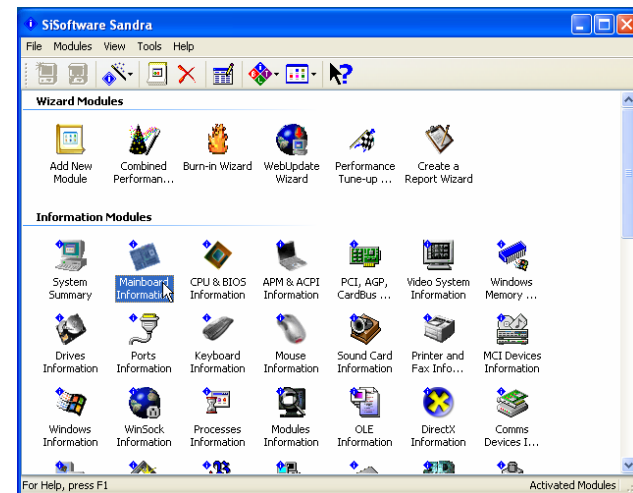 SiSoftware Sandra
File Modules View Tools Help
Wizard Modules
Add New Module
Combined Performan...
Burn-in Wizard
WebUpdate Wizard
Performance Tune-up ...
Create a Report Wizard
Information Modules
System Summary
Mainboard Information
CPU & BIOS Information
APM & ACPI Information
PCI, AGP, CardBus ...
Video System Information
Windows Memory ...
Drives Information
Ports Information
Keyboard Information
Mouse Information
Sound Card Information
Printer and Fax Info...
MCI Devices Information
Windows Information
WinSock Information
Processes Information
Modules Information
OLE Information
DirectX Information
Comms Devices I...
For Help, press F1
Activated Modules